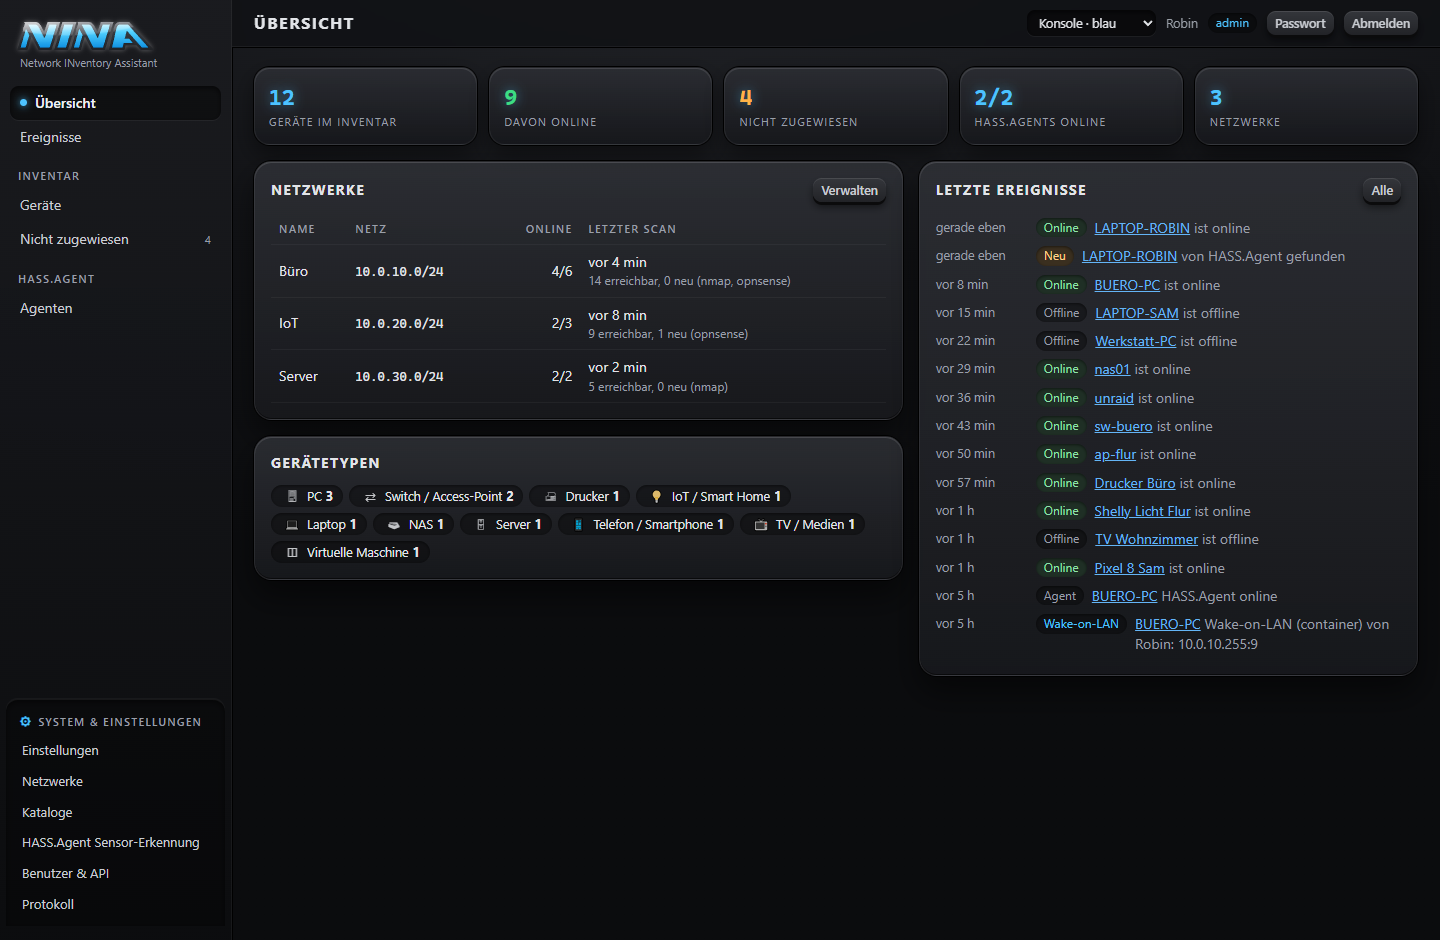 NINA
Network INventory Assistant
Übersicht
Ereignisse
INVENTAR
Geräte
Nicht zugewiesen 4
HASS.AGENT
Agenten
SYSTEM & EINSTELLUNGEN
Einstellungen
Netzwerke
Kataloge
HASS.Agent Sensor-Erkennung
Benutzer & API
Protokoll
ÜBERSICHT
Konsole · blau Robin admin Passwort Abmelden
12
GERÄTE IM INVENTAR
9
DAVON ONLINE
4
NICHT ZUGEWIESEN
2/2
HASS.AGENTS ONLINE
3
NETZWERKE
NETZWERKE Verwalten
NAME NETZ ONLINE LETZTER SCAN
Büro 10.0.10.0/24 4/6 vor 4 min
14 erreichbar, 0 neu (nmap, opnsense)
IoT 10.0.20.0/24 2/3 vor 8 min
9 erreichbar, 1 neu (opnsense)
Server 10.0.30.0/24 2/2 vor 2 min
5 erreichbar, 0 neu (nmap)
GERÄTETYPEN
PC 3 Switch / Access-Point 2 Drucker 1 IoT / Smart Home 1
Laptop 1 NAS 1 Server 1 Telefon / Smartphone 1 TV / Medien 1
Virtuelle Maschine 1
LETZTE EREIGNISSE Alle
gerade eben Online LAPTOP-ROBIN ist online
gerade eben Neu LAPTOP-ROBIN von HASS.Agent gefunden
vor 8 min Online BUERO-PC ist online
vor 15 min Offline LAPTOP-SAM ist offline
vor 22 min Offline Werkstatt-PC ist offline
vor 29 min Online nas01 ist online
vor 36 min Online unraid ist online
vor 43 min Online sw-buero ist online
vor 50 min Online ap-flur ist online
vor 57 min Online Drucker Büro ist online
vor 1 h Online Shelly Licht Flur ist online
vor 1 h Offline TV Wohnzimmer ist offline
vor 1 h Online Pixel 8 Sam ist online
vor 5 h Agent BUERO-PC HASS.Agent online
vor 5 h Wake-on-LAN BUERO-PC Wake-on-LAN (container) von
Robin: 10.0.10.255:9